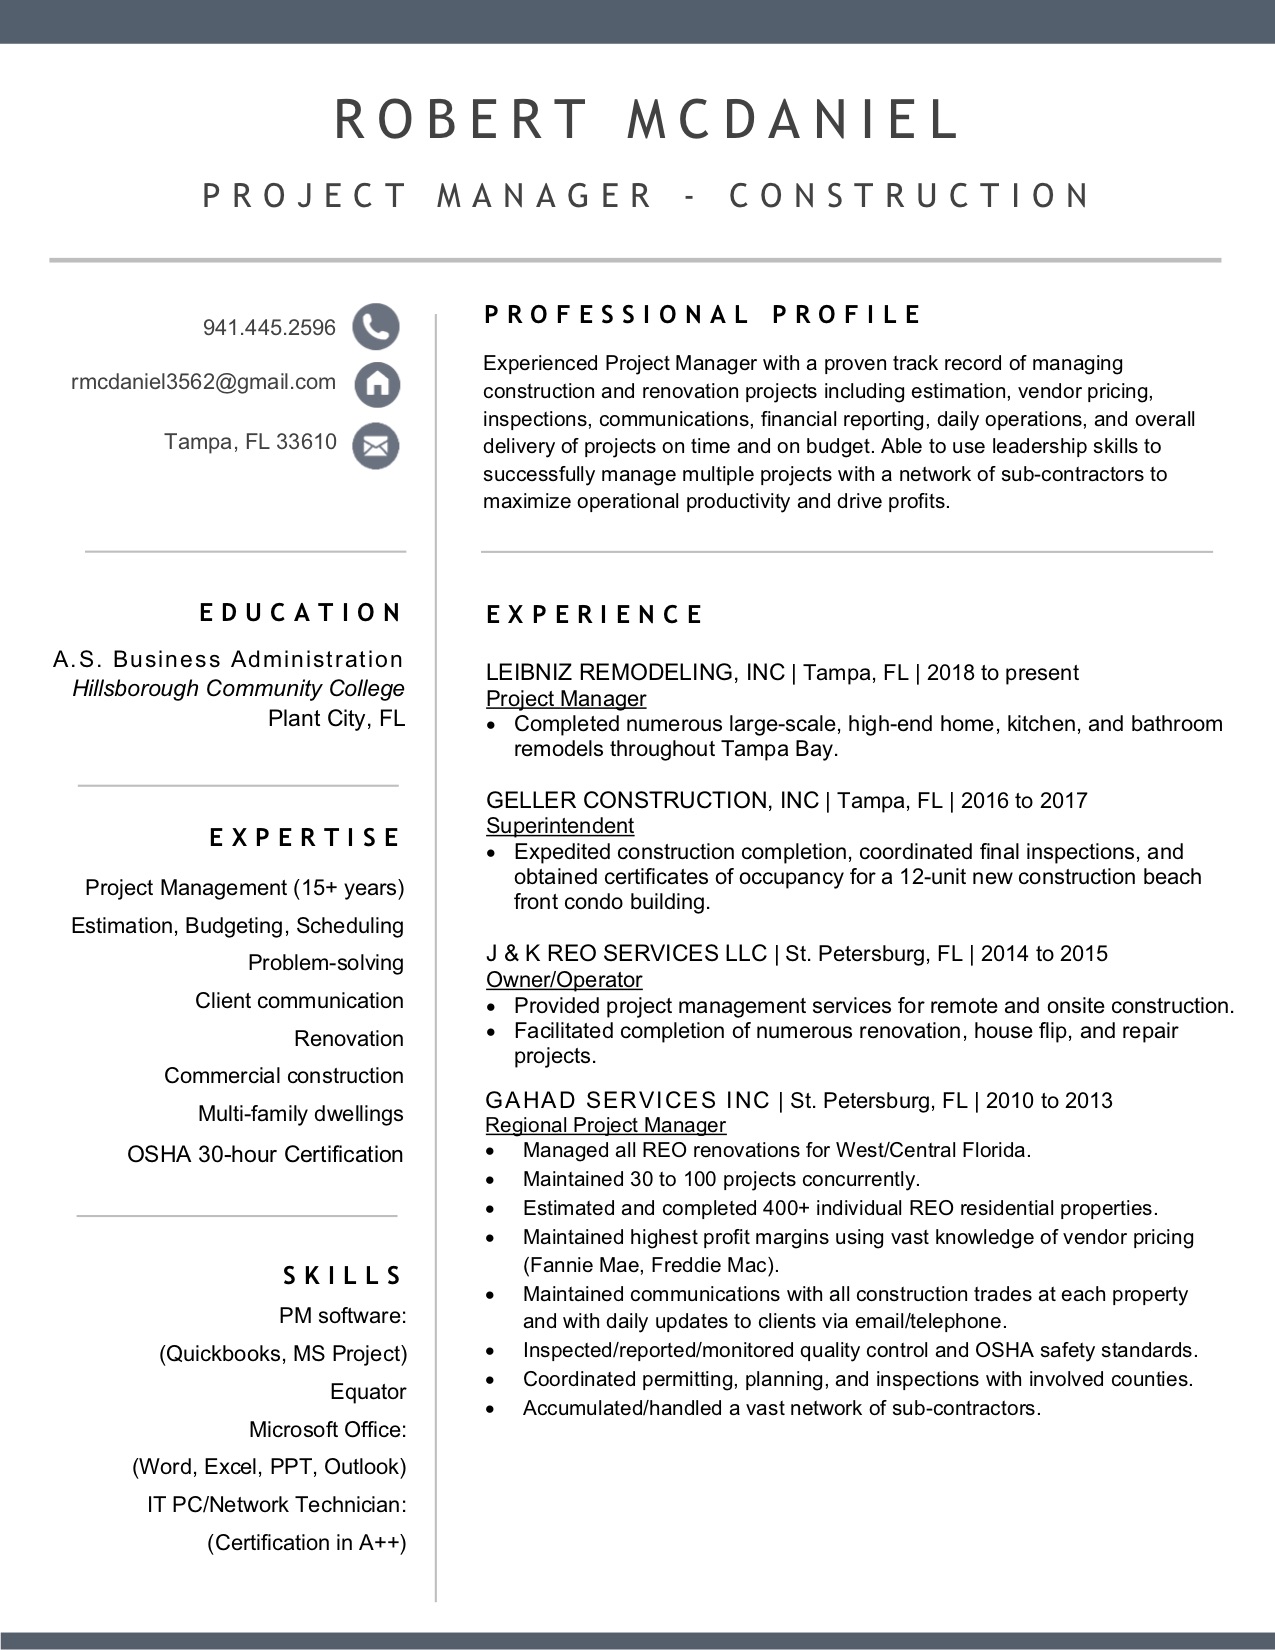 ROBERT MCDANIEL
PROJECT MANAGER - CONSTRUCTION
941.445.2596
rmcdaniel3562@gmail.com
Tampa, FL 33610
EDUCATION
A.S. Business Administration
Hillsborough Community College
Plant City, FL
EXPERTISE
Project Management (15+ years)
Estimation, Budgeting, Scheduling
Problem-solving
Client communication
Renovation
Commercial construction
Multi-family dwellings
OSHA 30-hour Certification
SKILLS
PM software:
(Quickbooks, MS Project)
Equator
Microsoft Office:
(Word, Excel, PPT, Outlook)
IT PC/Network Technician:
(Certification in A++)
PROFESSIONAL PROFILE
Experienced Project Manager with a proven track record of managing
construction and renovation projects including estimation, vendor pricing,
inspections, communications, financial reporting, daily operations, and overall
delivery of projects on time and on budget. Able to use leadership skills to
successfully manage multiple projects with a network of sub-contractors to
maximize operational productivity and drive profits.
EXPERIENCE
LEIBNIZ REMODELING, INC | Tampa, FL | 2018 to present
Project Manager
• Completed numerous large-scale, high-end home, kitchen, and bathroom
remodels throughout Tampa Bay.
GELLER CONSTRUCTION, INC | Tampa, FL | 2016 to 2017
Superintendent
• Expedited construction completion, coordinated final inspections, and
obtained certificates of occupancy for a 12-unit new construction beach
front condo building.
J & K REO SERVICES LLC | St. Petersburg, FL | 2014 to 2015
Owner/Operator
• Provided project management services for remote and onsite construction.
• Facilitated completion of numerous renovation, house flip, and repair
projects.
GAHAD SERVICES INC | St. Petersburg, FL | 2010 to 2013
Regional Project Manager
• Managed all REO renovations for West/Central Florida.
• Maintained 30 to 100 projects concurrently.
• Estimated and completed 400+ individual REO residential properties.
• Maintained highest profit margins using vast knowledge of vendor pricing
(Fannie Mae, Freddie Mac).
• Maintained communications with all construction trades at each property
and with daily updates to clients via email/telephone.
• Inspected/reported/monitored quality control and OSHA safety standards.
• Coordinated permitting, planning, and inspections with involved counties.
• Accumulated/handled a vast network of sub-contractors.